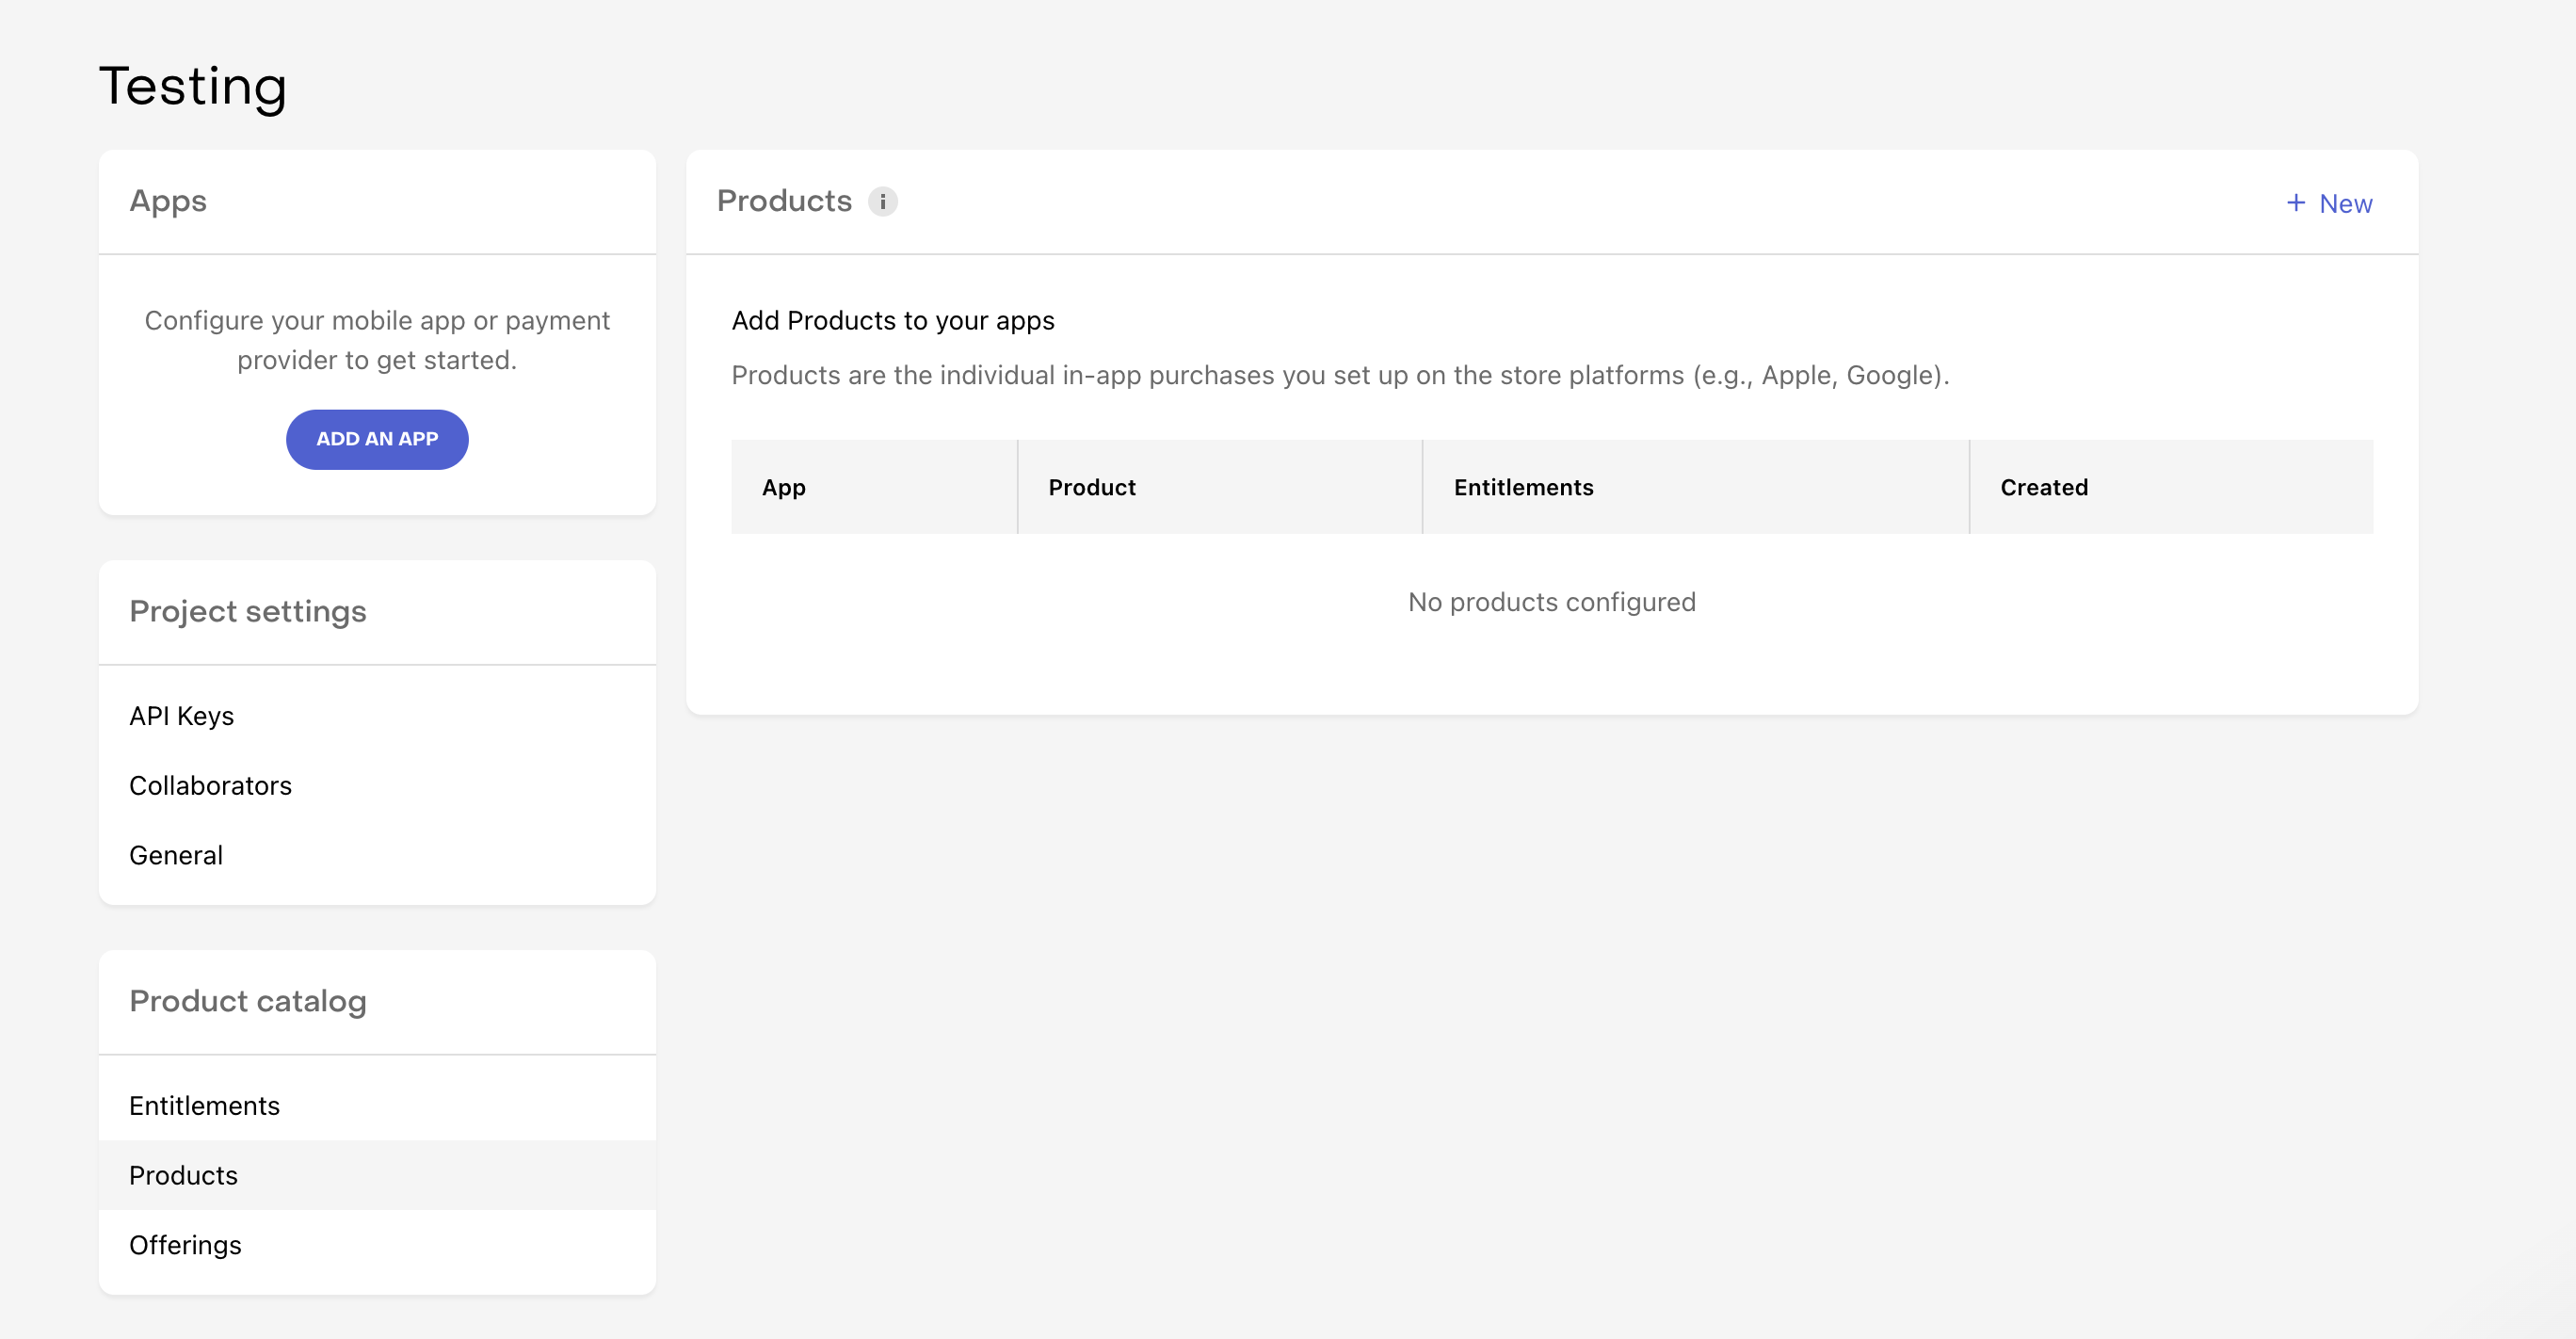 Testing
Apps
Configure your mobile app or payment
provider to get started.
ADD AN APP
Project settings
API Keys
Collaborators
General
Product catalog
Entitlements
Products
Offerings
Products i
+ New
Add Products to your apps
Products are the individual in-app purchases you set up on the store platforms (e.g., Apple, Google).
App Product Entitlements Created
No products configured